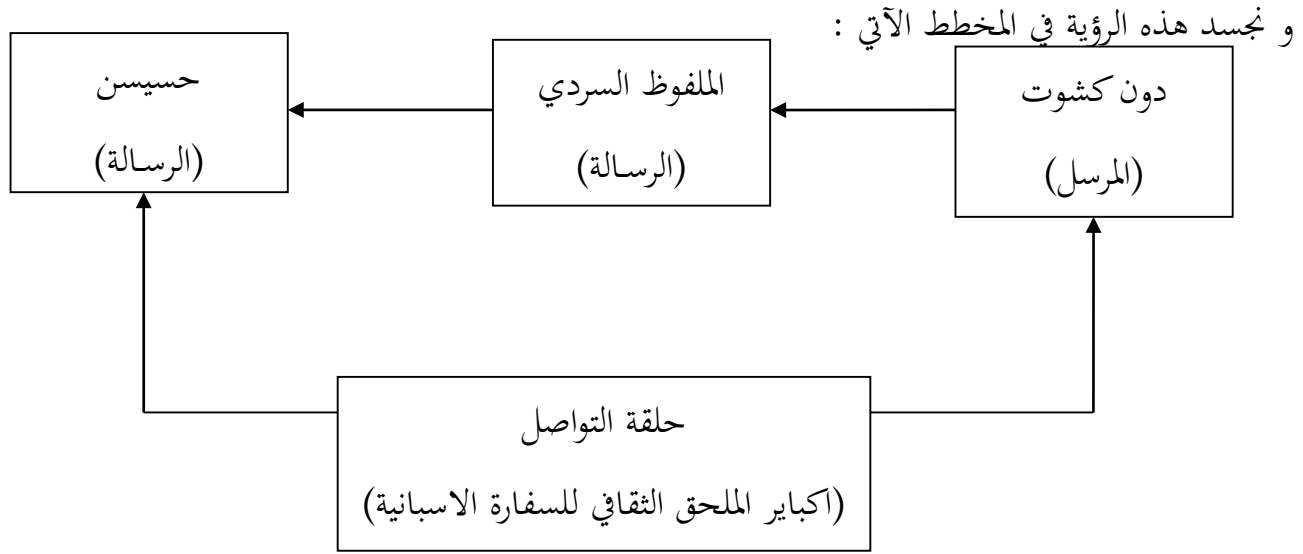 و نجسد هذه الرؤية في المخطط الآتي :
دون كشوت
(المرسل)
الملفوظ السردي
(الرسالة)
حسيسن
(الرسالة)
حلقة التواصل
(اكباير الملحق الثقافي للسفارة الاسبانية)